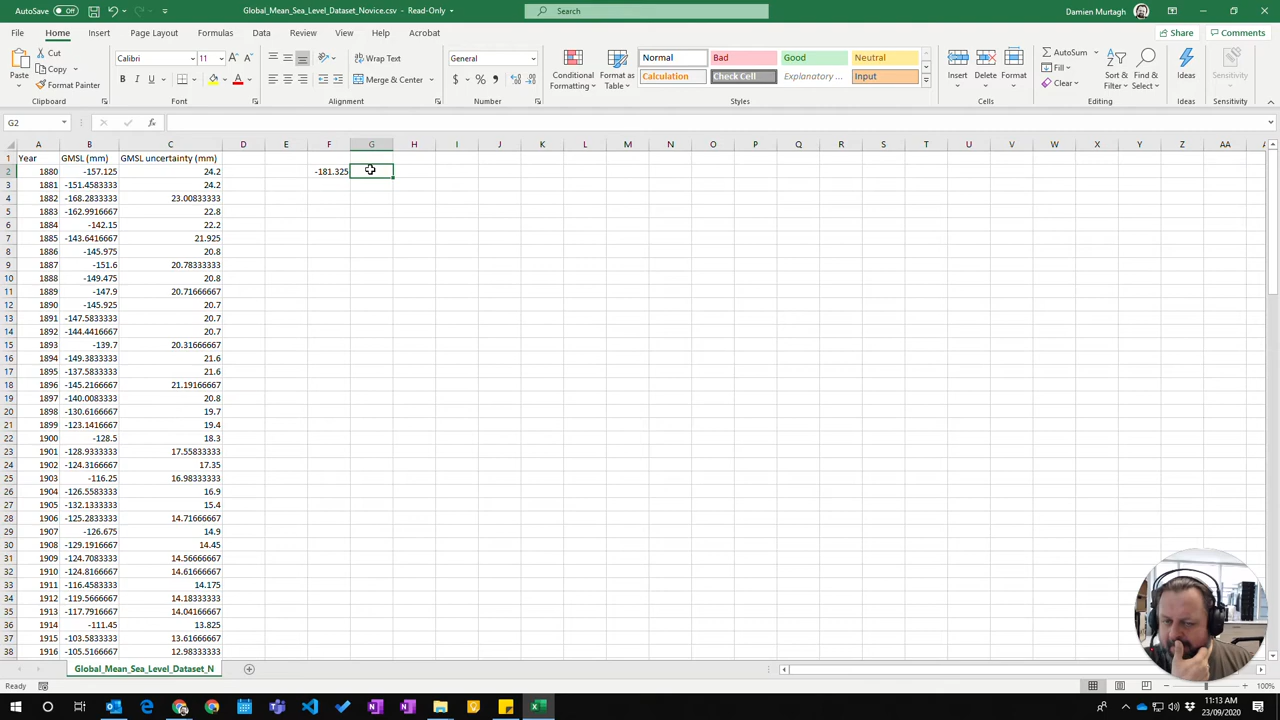 AutoSave Off Global_Mean_Sea_Level_Dataset_Novice.csv - Read-Only Search Damien Murtagh
File Home Insert Page Layout Formulas Data Review View Help Acrobat Share Comments
Paste Cut Copy Format Painter Clipboard
Calibri 11 Font
Wrap Text Merge & Center Alignment
General Number
Conditional Formatting Format as Table
Normal Bad Good Neutral
Calculation Check Cell Explanatory ... Input
Styles
Insert Delete Format Cells
AutoSum Fill Clear Sort & Filter Find & Select Editing
Ideas Ideas
Sensitivity Sensitivity
G2
A B C D E F G H I J K L M N O P Q R S T U V W X Y Z AA
1 Year GMSL (mm) GMSL uncertainty (mm)
2 1880 -157.125 24.2 -181.325
3 1881 -151.4583333 24.2
4 1882 -168.2833333 23.00833333
5 1883 -162.9916667 22.8
6 1884 -142.15 22.2
7 1885 -143.6416667 21.925
8 1886 -145.975 20.8
9 1887 -151.6 20.78333333
10 1888 -149.475 20.8
11 1889 -147.9 20.71666667
12 1890 -145.925 20.7
13 1891 -147.5833333 20.7
14 1892 -144.4416667 20.7
15 1893 -139.7 20.31666667
16 1894 -149.3833333 21.6
17 1895 -137.5833333 21.6
18 1896 -145.2166667 21.19166667
19 1897 -140.0083333 20.8
20 1898 -130.6166667 19.7
21 1899 -123.1416667 19.4
22 1900 -128.5 18.3
23 1901 -128.9333333 17.55833333
24 1902 -124.3166667 17.35
25 1903 -116.25 16.98333333
26 1904 -126.5583333 16.9
27 1905 -132.1333333 15.4
28 1906 -125.2833333 14.71666667
29 1907 -126.675 14.9
30 1908 -129.1916667 14.45
31 1909 -124.7083333 14.56666667
32 1910 -124.8166667 14.61666667
33 1911 -116.4583333 14.175
34 1912 -119.5666667 14.18333333
35 1913 -117.7916667 14.04166667
36 1914 -111.45 13.825
37 1915 -103.5833333 13.61666667
38 1916 -105.5166667 12.98333333
Global_Mean_Sea_Level_Dataset_N
Ready 100%
11:13 AM
23/09/2020